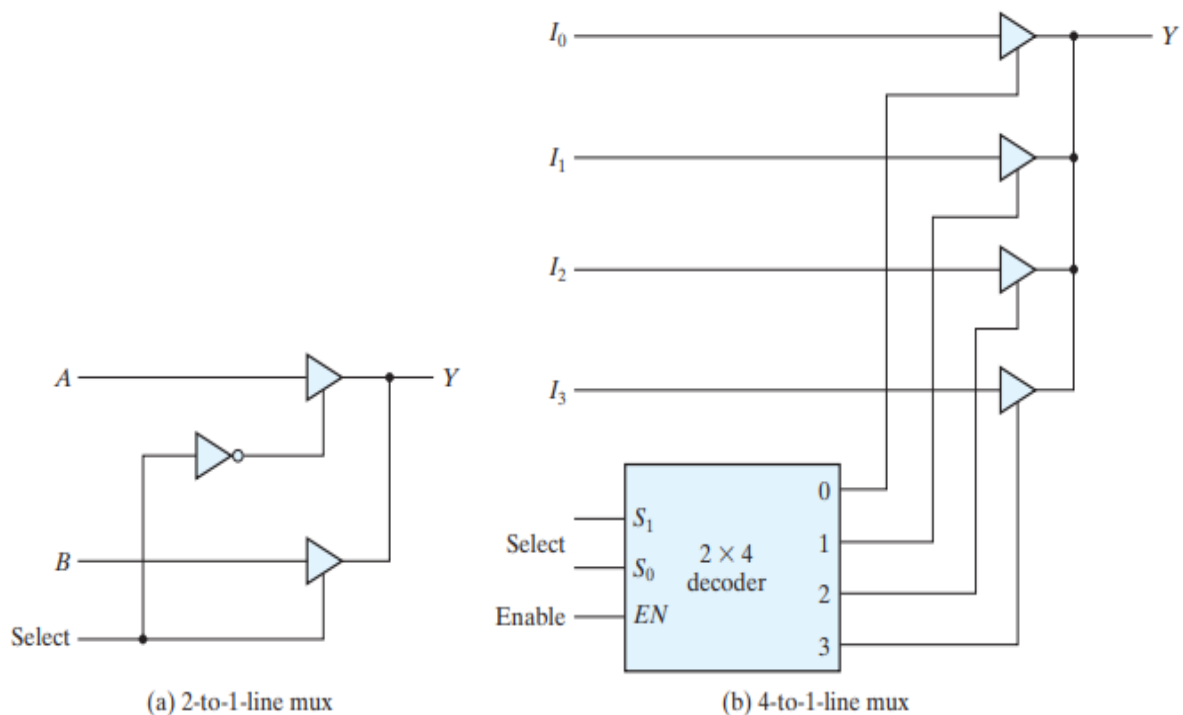 I₀
Y
I₁
I₂
I₃
A
Y
B
Select
0
S₁
1
Select
2 × 4
decoder
S₀
2
Enable
EN
3
(a) 2-to-1-line mux
(b) 4-to-1-line mux